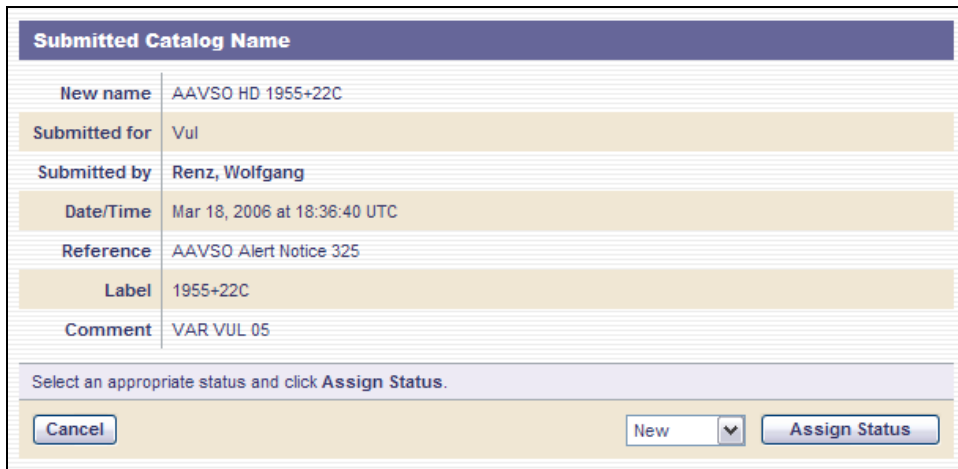 Submitted Catalog Name
New name AAVSO HD 1955+22C
Submitted for Vul
Submitted by Renz, Wolfgang
Date/Time Mar 18, 2006 at 18:36:40 UTC
Reference AAVSO Alert Notice 325
Label 1955+22C
Comment VAR VUL 05
Select an appropriate status and click Assign Status.
Cancel New Assign Status